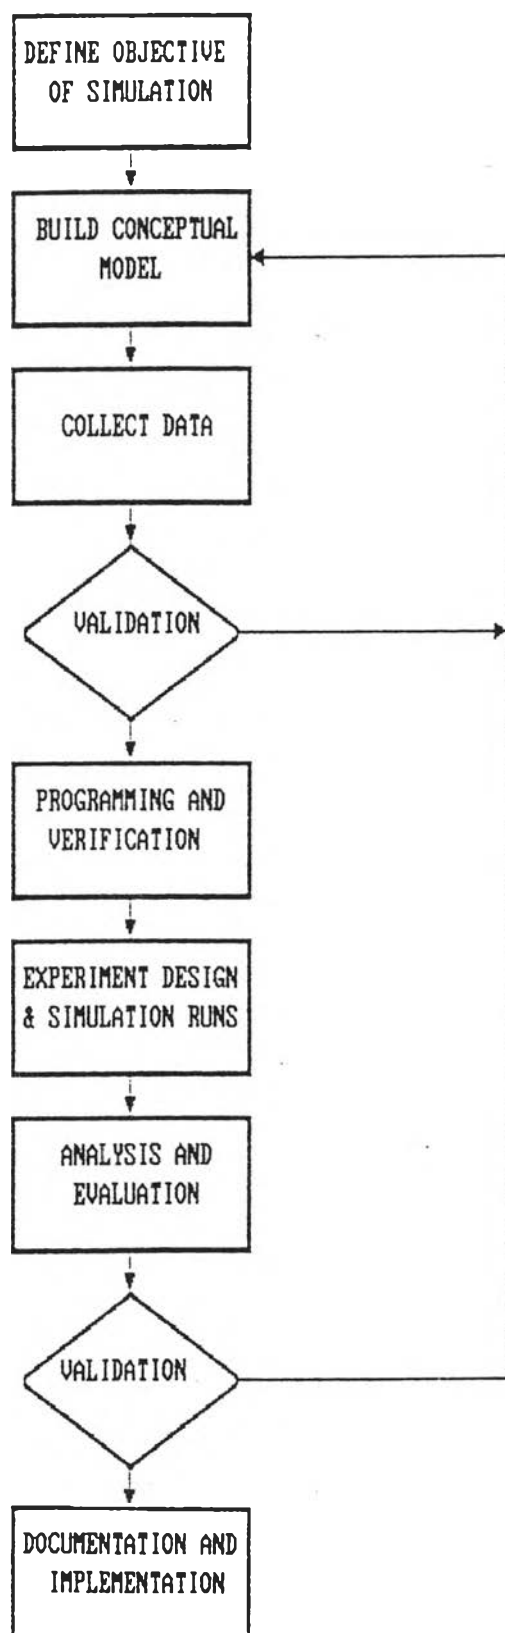 DEFINE OBJECTIVE
OF SIMULATION
BUILD CONCEPTUAL
MODEL
COLLECT DATA
VALIDATION
PROGRAMMING AND
VERIFICATION
EXPERIMENT DESIGN
& SIMULATION RUNS
ANALYSIS AND
EVALUATION
VALIDATION
DOCUMENTATION AND
IMPLEMENTATION